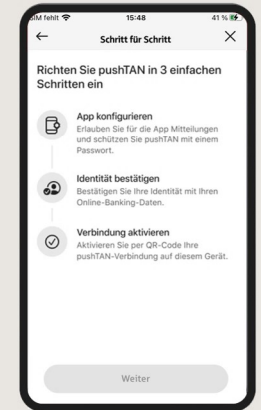 SIM fehlt 15:48 41 %
Schritt für Schritt
Richten Sie pushTAN in 3 einfachen
Schritten ein
App konfigurieren
Erlauben Sie für die App Mitteilungen
und schützen Sie pushTAN mit einem
Passwort.
Identität bestätigen
Bestätigen Sie Ihre Identität mit Ihren
Online-Banking-Daten.
Verbindung aktivieren
Aktivieren Sie per QR-Code Ihre
pushTAN-Verbindung auf diesem Gerät.
Weiter